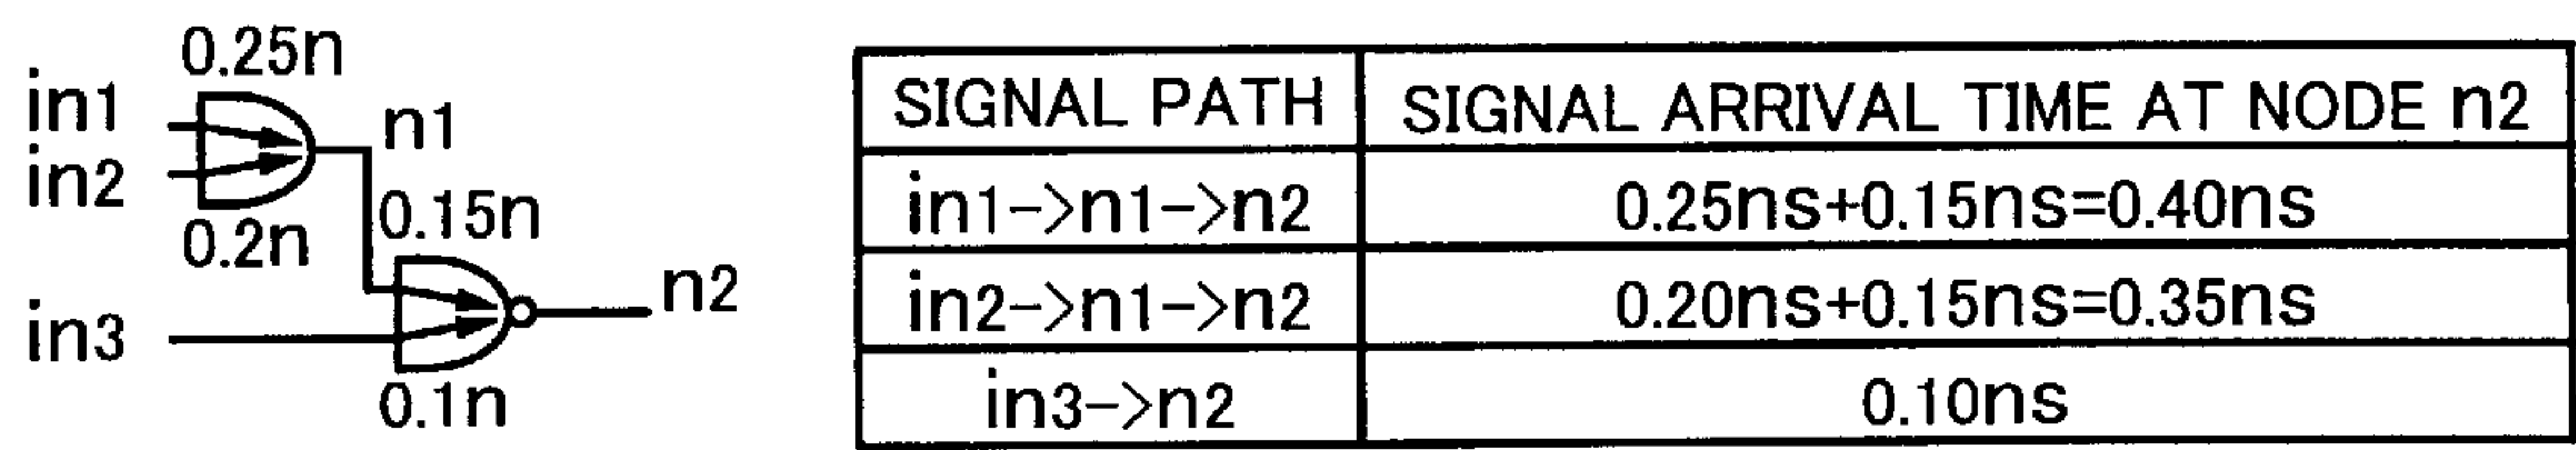 0.25n
in1
n1
in2
0.2n
0.15n
n2
in3
0.1n
SIGNAL PATH SIGNAL ARRIVAL TIME AT NODE n2
in1->n1->n2 0.25ns+0.15ns=0.40ns
in2->n1->n2 0.20ns+0.15ns=0.35ns
in3->n2 0.10ns